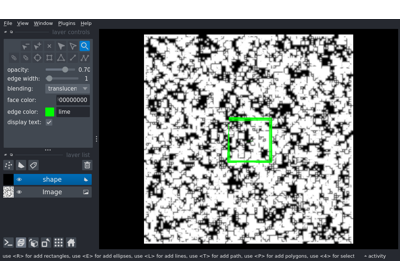 File View Window Plugins Help
layer controls
opacity: 0.70
edge width: 1
blending: translucen
face color: 00000000
edge color: lime
display text:
layer list
shape
Image
use <R> for add rectangles, use <E> for add ellipses, use <L> for add lines, use <T> for add path, use <P> for add polygons, use <4> for select activity